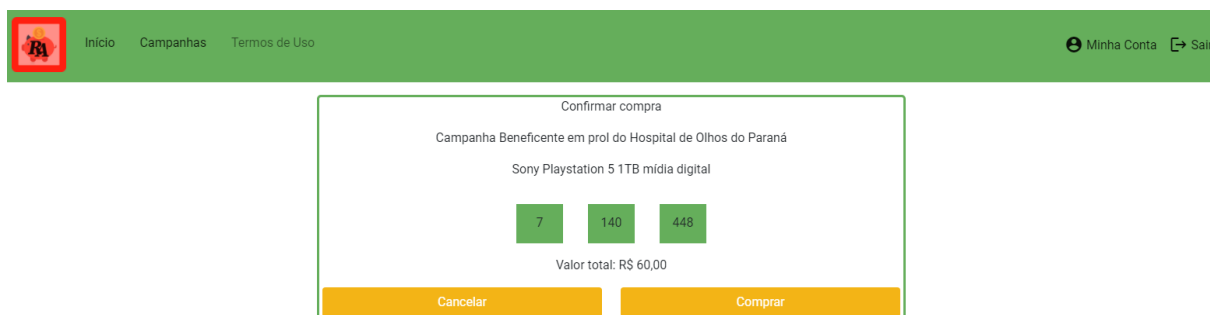 RA
Início Campanhas Termos de Uso Minha Conta Sair
Confirmar compra
Campanha Beneficente em prol do Hospital de Olhos do Paraná
Sony Playstation 5 1TB mídia digital
7 140 448
Valor total: R$ 60,00
Cancelar Comprar